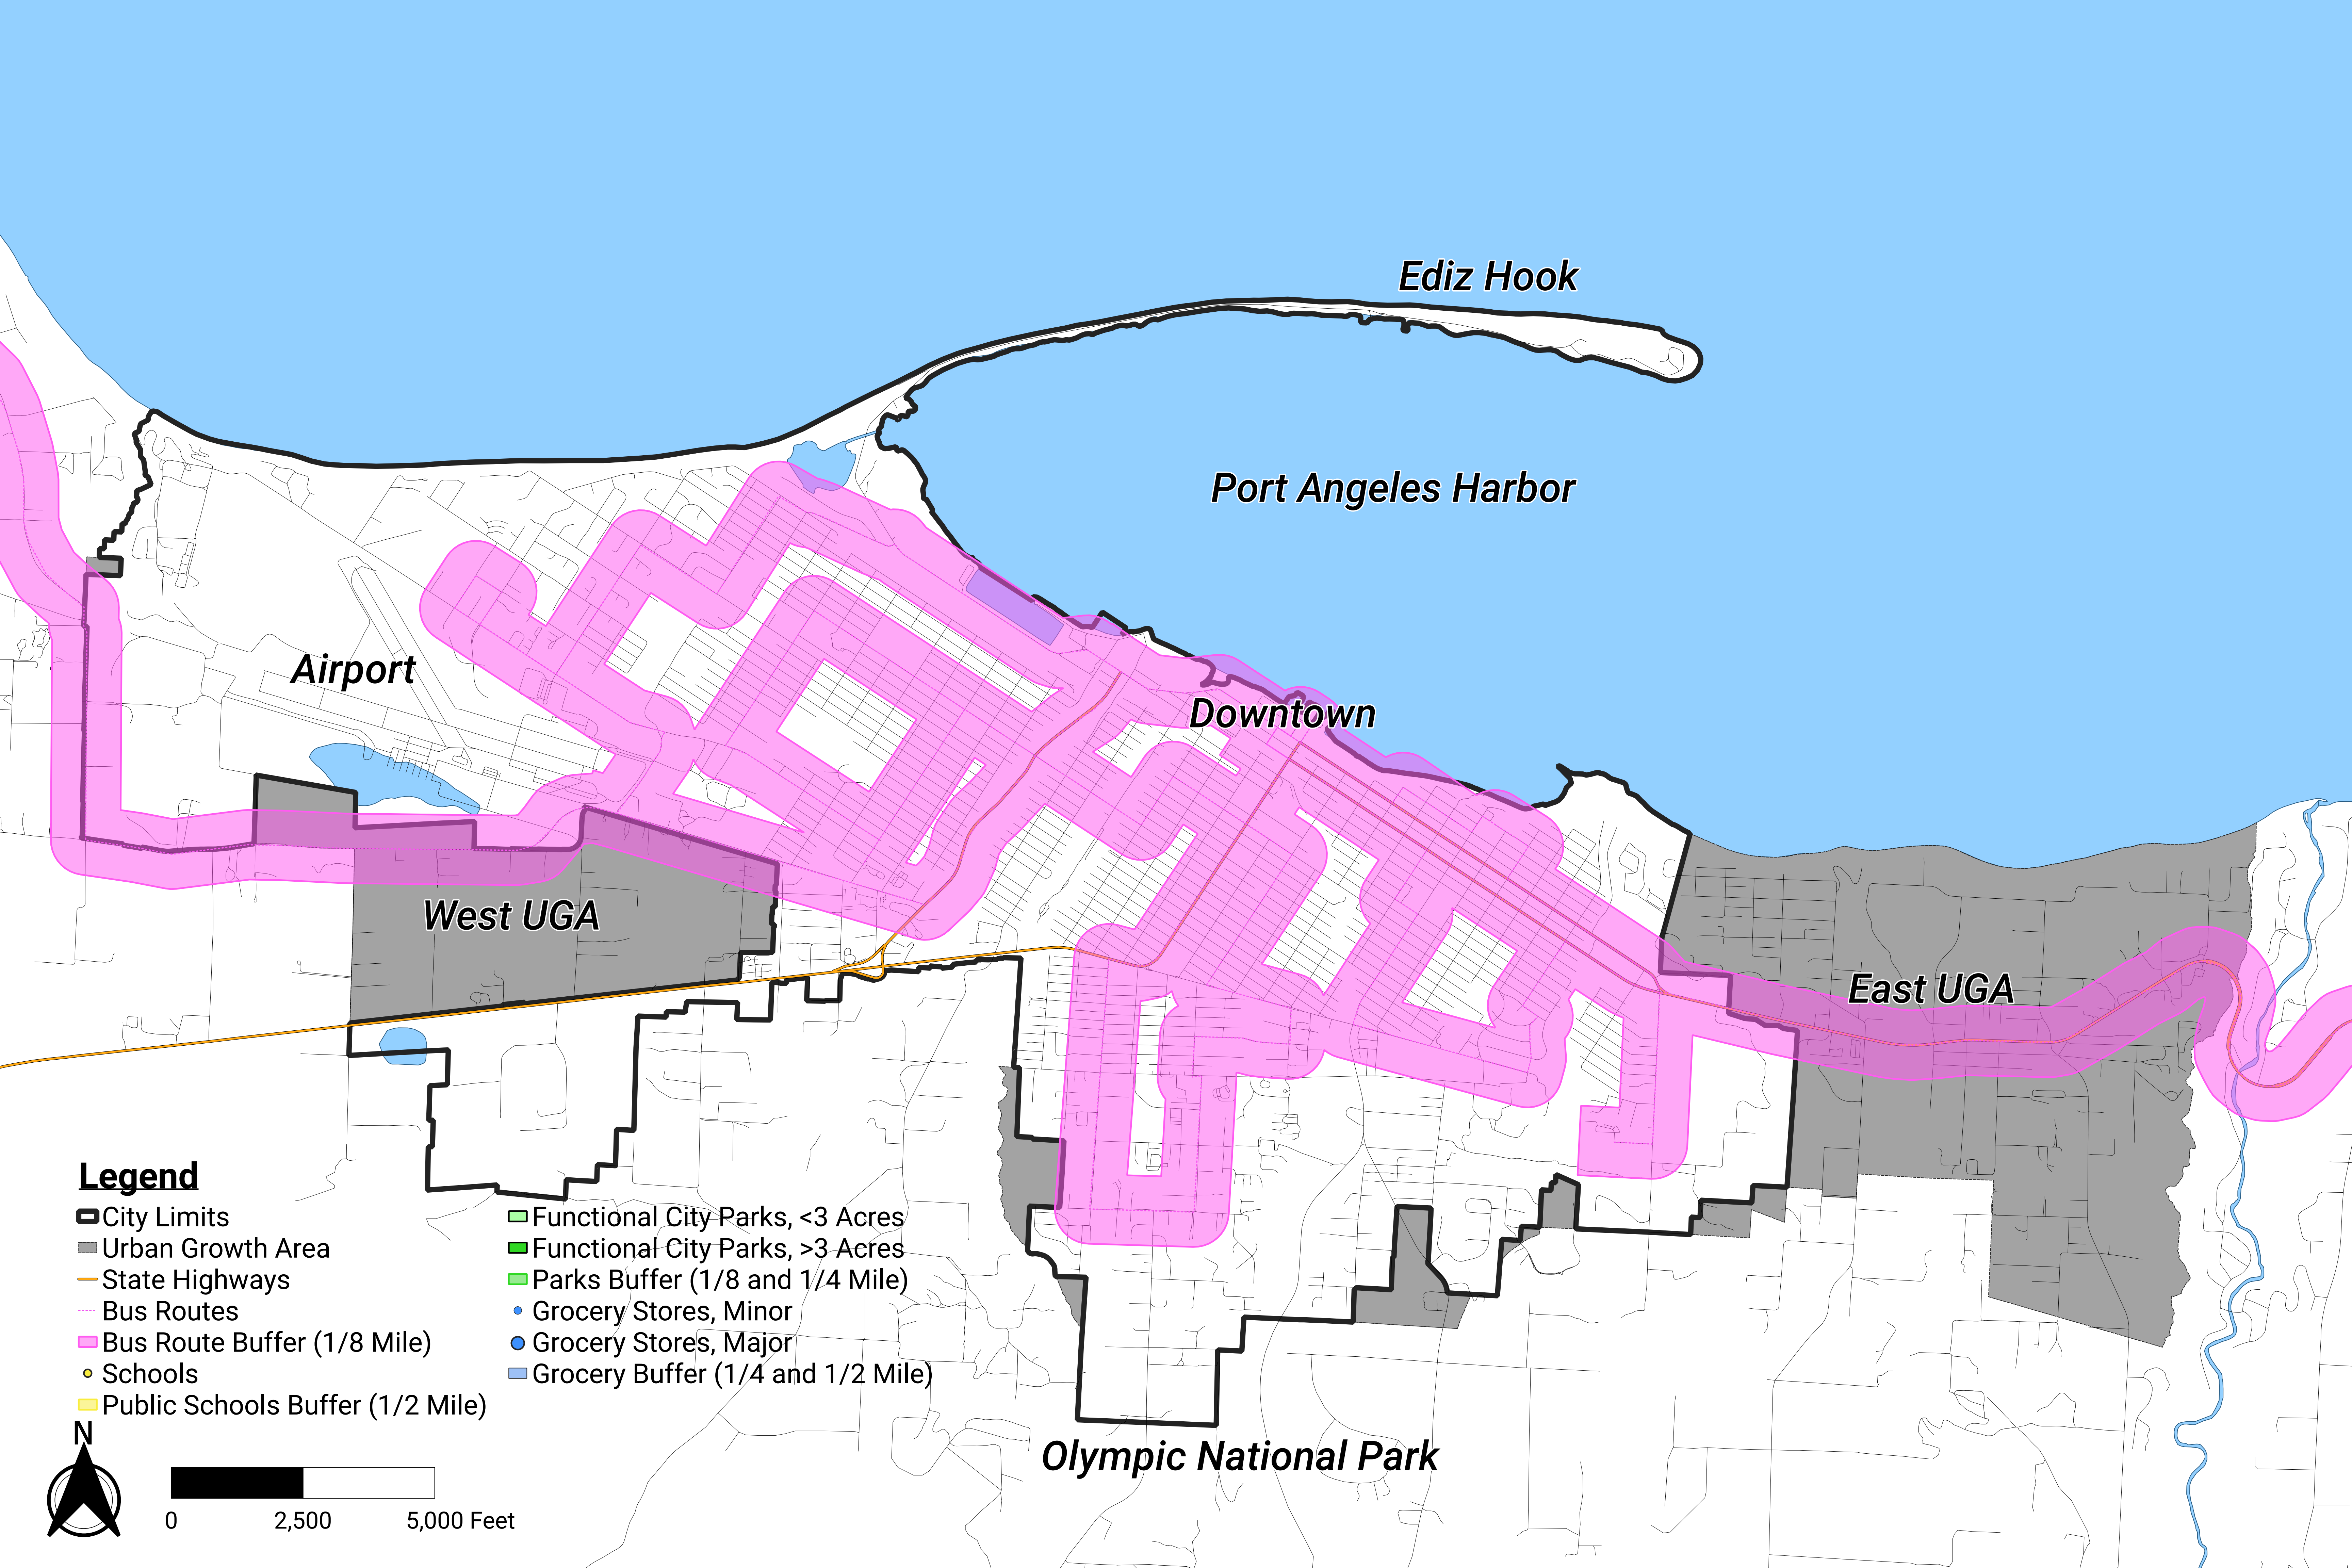 Ediz Hook
Port Angeles Harbor
Airport
Downtown
West UGA
East UGA
Olympic National Park
Legend
City Limits
Urban Growth Area
State Highways
Bus Routes
Bus Route Buffer (1/8 Mile)
Schools
Public Schools Buffer (1/2 Mile)
Functional City Parks, <3 Acres
Functional City Parks, >3 Acres
Parks Buffer (1/8 and 1/4 Mile)
Grocery Stores, Minor
Grocery Stores, Major
Grocery Buffer (1/4 and 1/2 Mile)
N
0 2,500 5,000 Feet